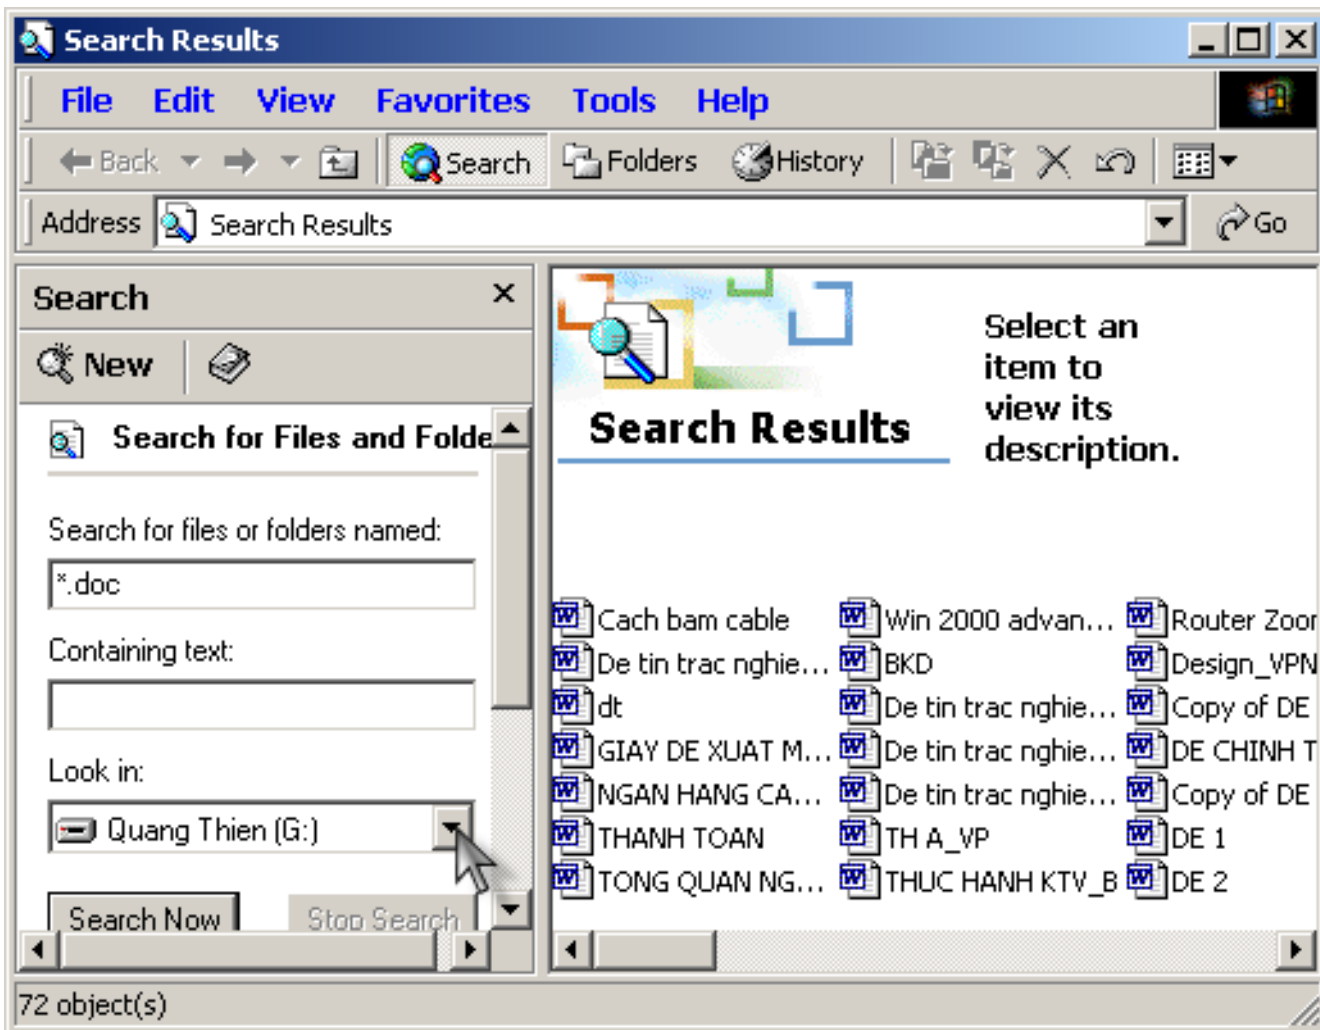 Search Results
File Edit View Favorites Tools Help
Back Search Folders History
Address Search Results Go
Search
New
Search for Files and Folde
Search for files or folders named:
*.doc
Containing text:
Look in:
Quang Thien (G:)
Search Now Stop Search
Search Results
Select an
item to
view its
description.
Cach bam cable Win 2000 advan... Router Zoor
De tin trac nghie... BKD Design_VPN
dt De tin trac nghie... Copy of DE
GIAY DE XUAT M... De tin trac nghie... DE CHINH T
NGAN HANG CA... De tin trac nghie... Copy of DE
THANH TOAN TH A_VP DE 1
TONG QUAN NG... THUC HANH KTV_B DE 2
72 object(s)